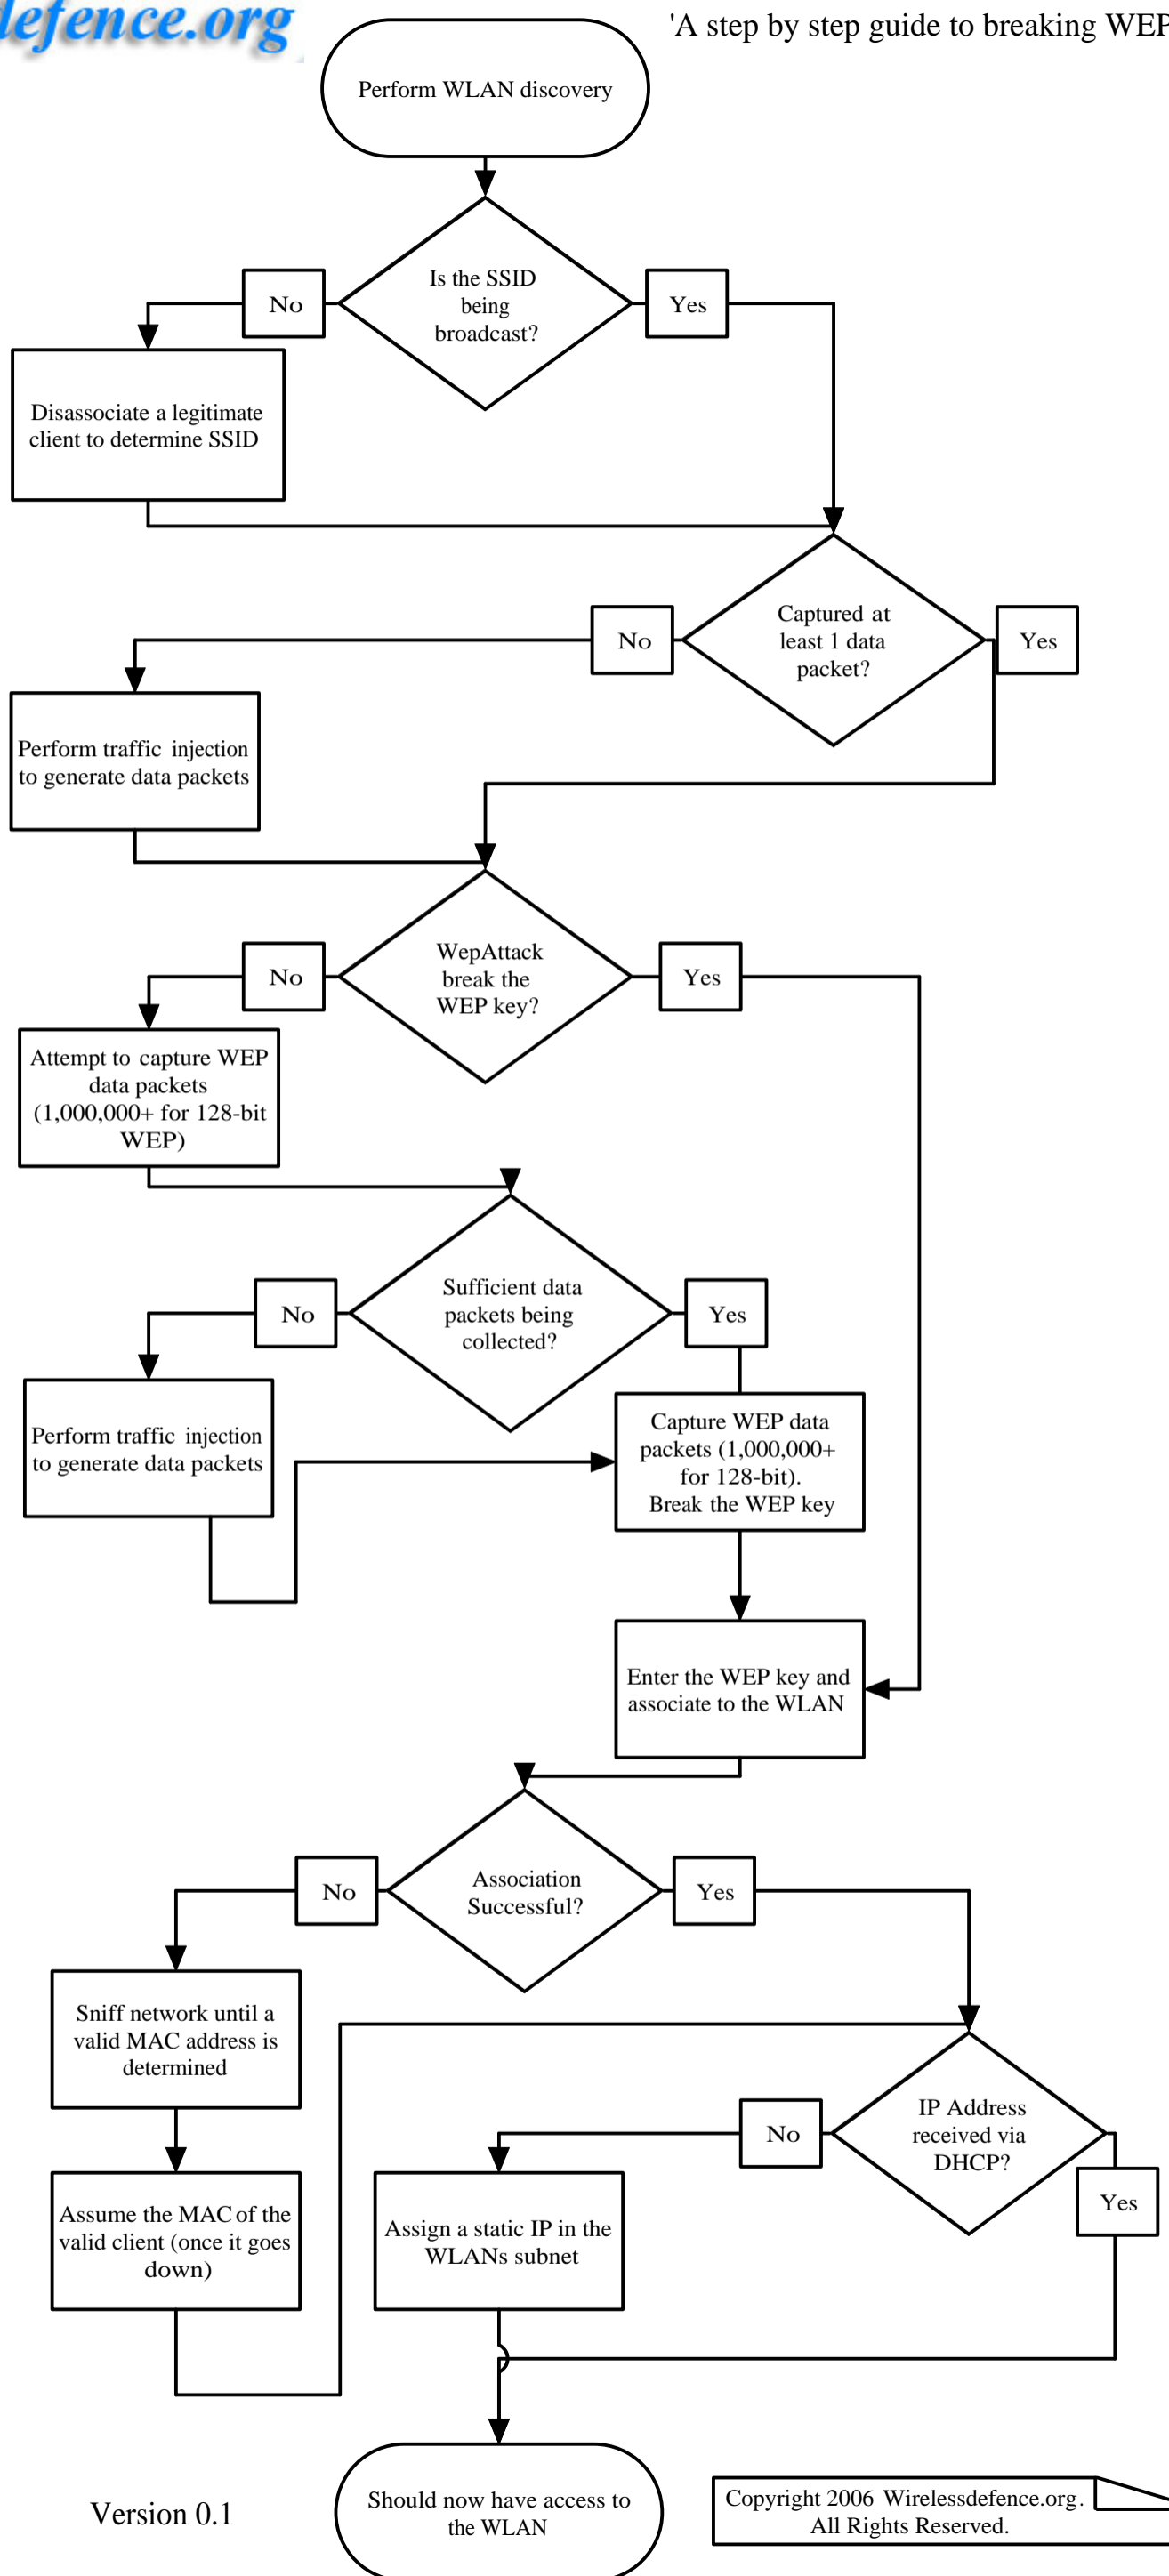 defence.org
'A step by step guide to breaking WEP
Perform WLAN discovery
Is the SSID
being
broadcast?
No
Yes
Disassociate a legitimate
client to determine SSID
Captured at
least 1 data
packet?
No
Yes
Perform traffic injection
to generate data packets
WepAttack
break the
WEP key?
No
Yes
Attempt to capture WEP
data packets
(1,000,000+ for 128-bit
WEP)
Sufficient data
packets being
collected?
No
Yes
Perform traffic injection
to generate data packets
Capture WEP data
packets (1,000,000+
for 128-bit).
Break the WEP key
Enter the WEP key and
associate to the WLAN
Association
Successful?
No
Yes
Sniff network until a
valid MAC address is
determined
IP Address
received via
DHCP?
No
Yes
Assume the MAC of the
valid client (once it goes
down)
Assign a static IP in the
WLANs subnet
Should now have access to
the WLAN
Version 0.1
Copyright 2006 Wirelessdefence.org.
All Rights Reserved.